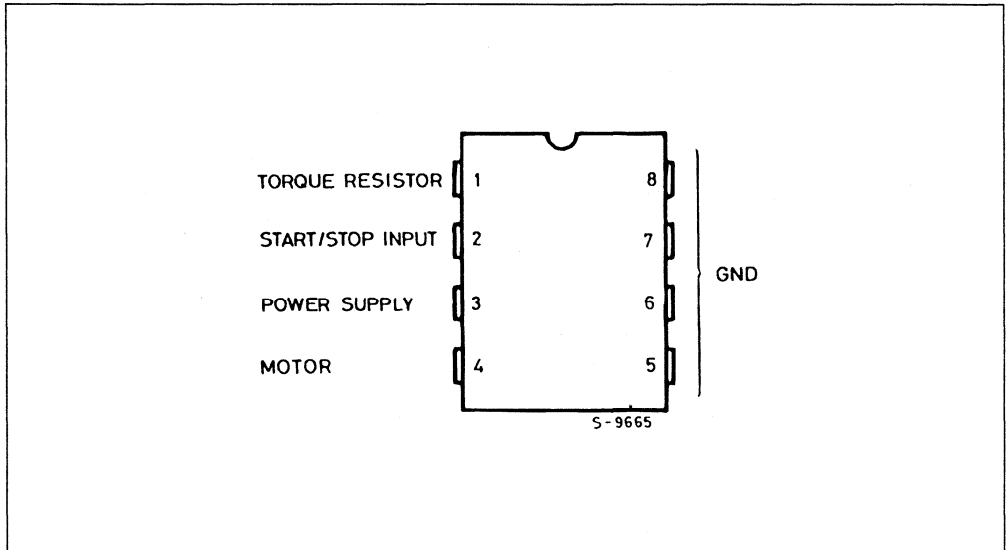 TORQUE RESISTOR 1 8
START/STOP INPUT 2 7
GND
POWER SUPPLY 3 6
MOTOR 4 5
S-9665